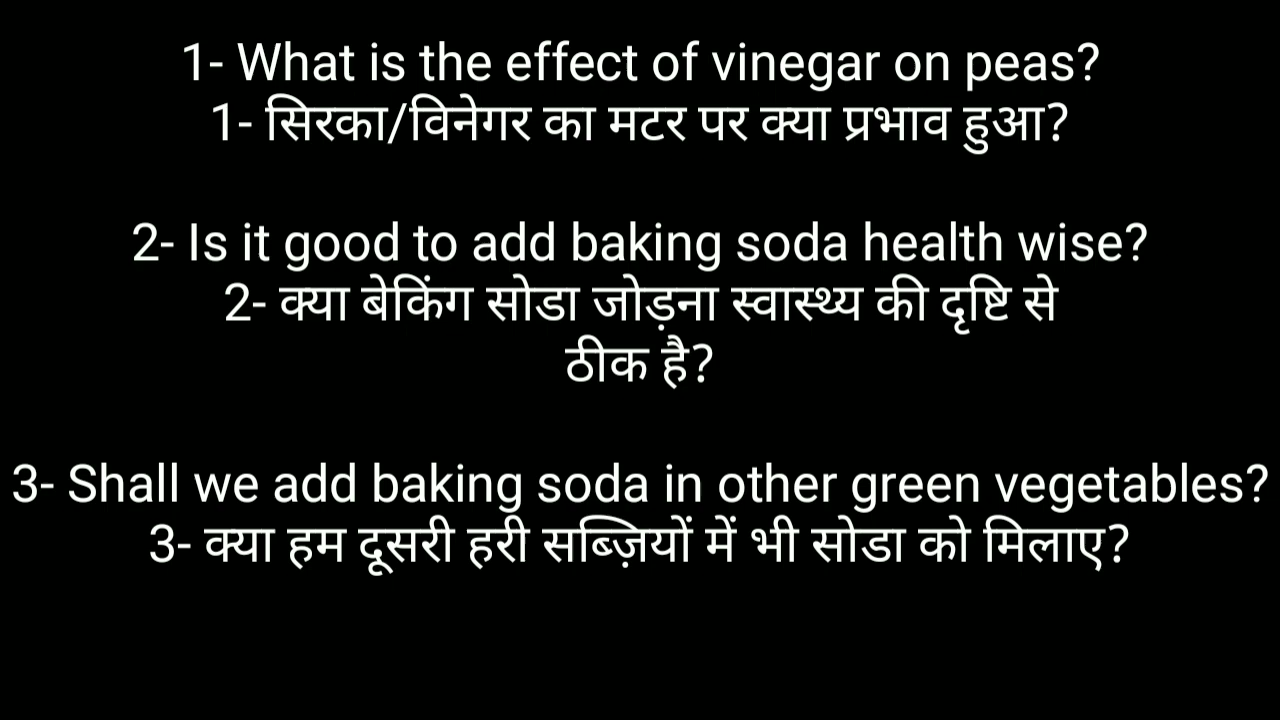 1- What is the effect of vinegar on peas?
1- सिरका/विनेगर का मटर पर क्या प्रभाव हुआ?
2- Is it good to add baking soda health wise?
2- क्या बेकिंग सोडा जोड़ना स्वास्थ्य की दृष्टि से
ठीक है?
3- Shall we add baking soda in other green vegetables?
3- क्या हम दूसरी हरी सब्ज़ियों में भी सोडा को मिलाए?